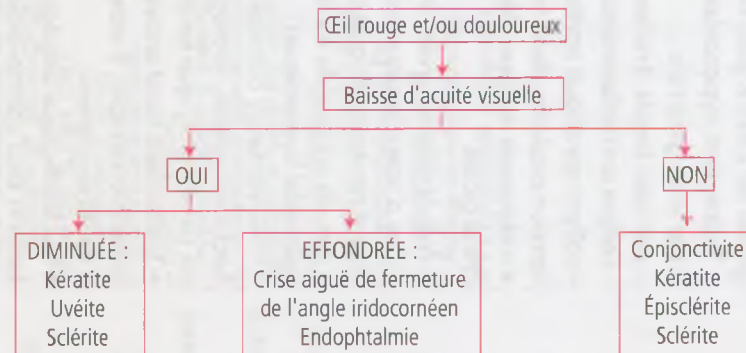 Œil rouge et/ou douloureux
Baisse d'acuité visuelle
OUI
NON
DIMINUÉE :
Kératite
Uvéite
Sclérite
EFFONDRÉE :
Crise aiguë de fermeture
de l'angle iridocornéen
Endophtalmie
Conjonctivite
Kératite
Épisclérite
Sclérite